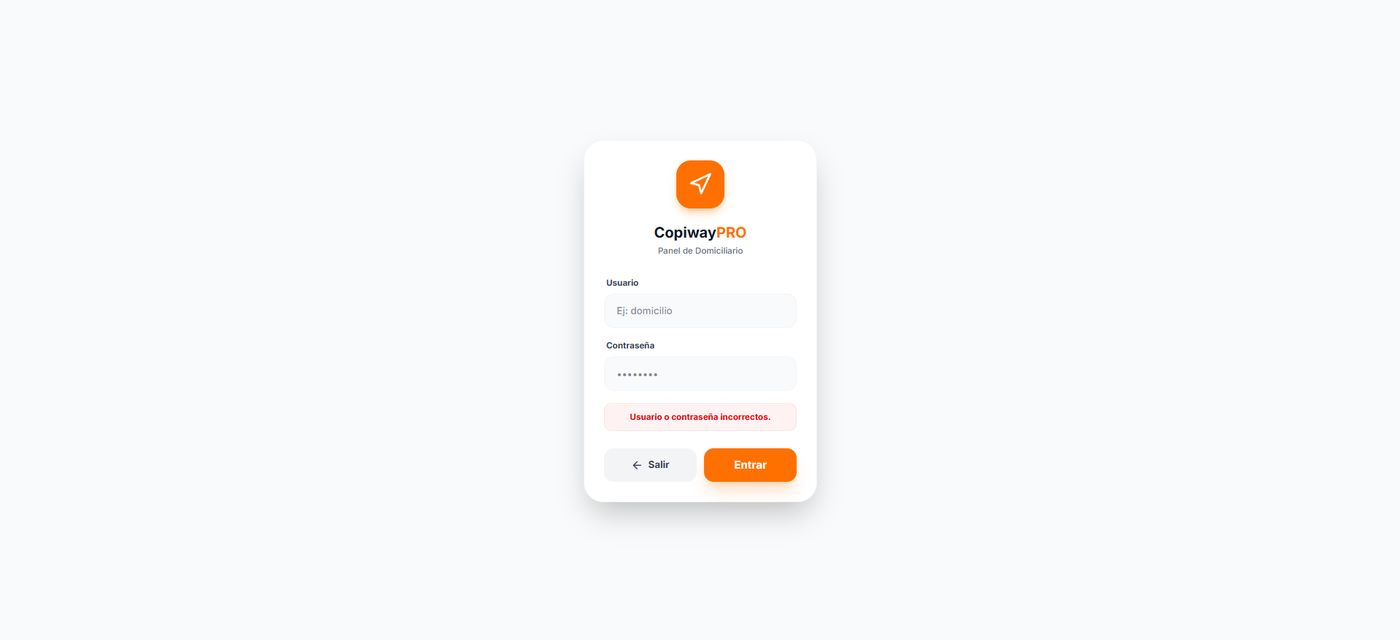 CopiwayPRO
Panel de Domiciliario
Usuario
Ej: domicilio
Contraseña
••••••••
Usuario o contraseña incorrectos.
Salir
Entrar